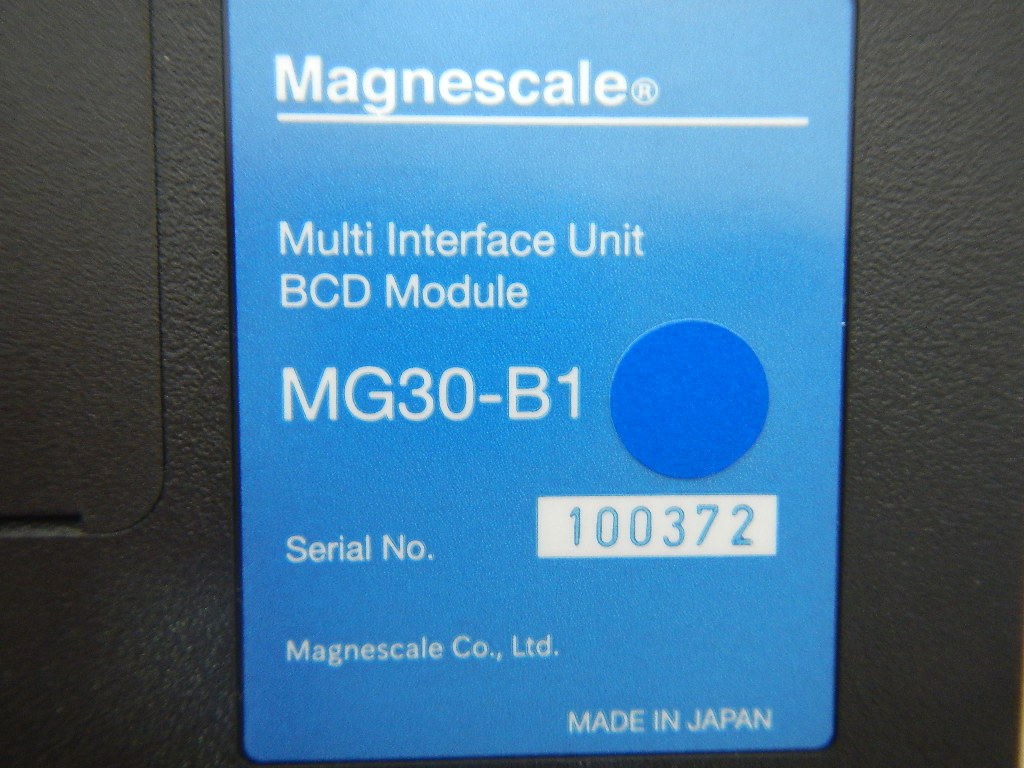 Magnescale®
Multi Interface Unit
BCD Module
MG30-B1
Serial No. 100372
Magnescale Co., Ltd.
MADE IN JAPAN